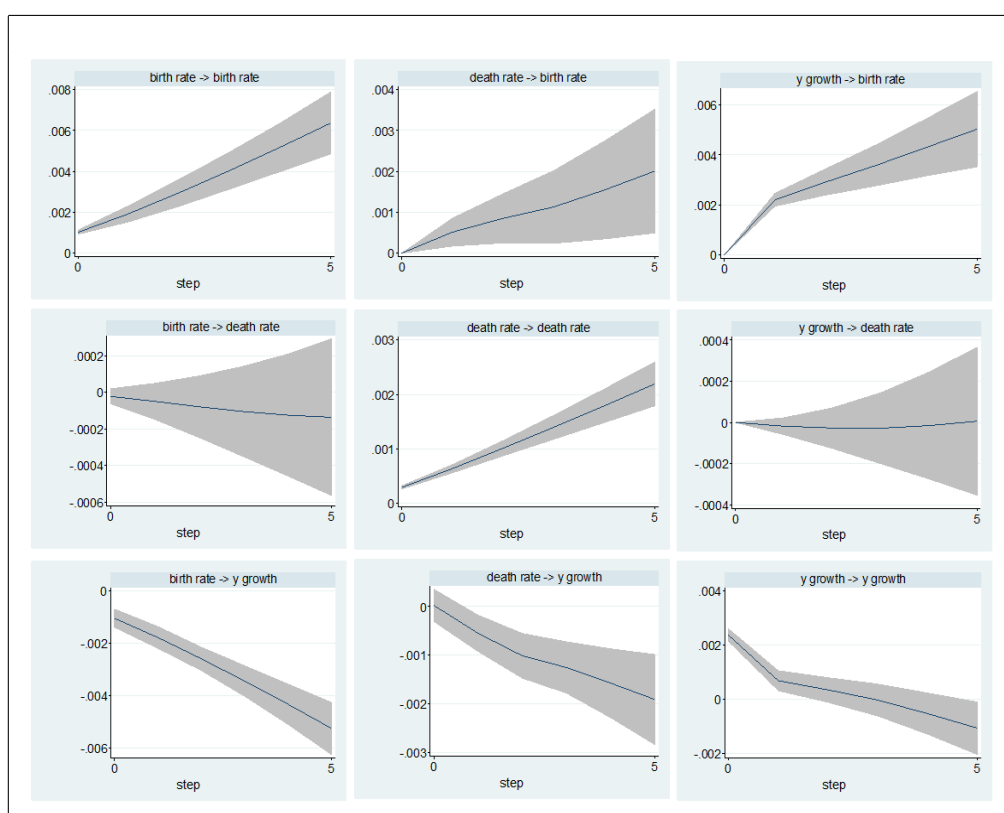 birth rate -> birth rate
.008
.006
.004
.002
0
0 5
step
death rate -> birth rate
.004
.003
.002
.001
0
0 5
step
y growth -> birth rate
.006
.004
.002
0
0 5
step
birth rate -> death rate
.0002
0
-.0002
-.0004
-.0006
0 5
step
death rate -> death rate
.003
.002
.001
0
0 5
step
y growth -> death rate
.0004
.0002
0
-.0002
-.0004
0 5
step
birth rate -> y growth
0
-.002
-.004
-.006
0 5
step
death rate -> y growth
0
-.001
-.002
-.003
0 5
step
y growth -> y growth
.004
.002
0
-.002
0 5
step